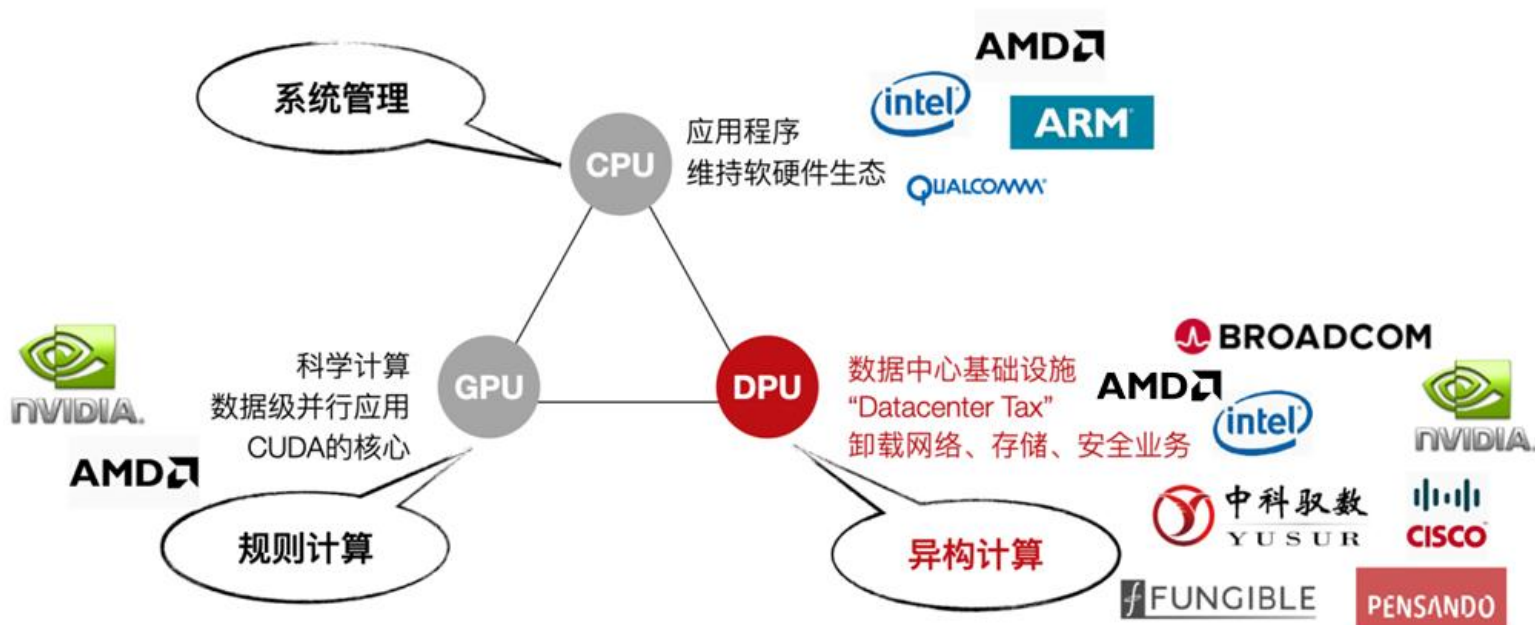 AMD
系统管理
intel
ARM
应用程序
CPU
维持软硬件生态
QUALCOMM
BROADCOM
科学计算
数据中心基础设施
AMD
NVIDIA.
GPU
DPU
数据级并行应用
“Datacenter Tax”
intel
NVIDIA.
CUDA的核心
卸载网络、存储、安全业务
AMD
中科驭数
YUSUR
CISCO
规则计算
异构计算
FUNGIBLE
PENSANDO